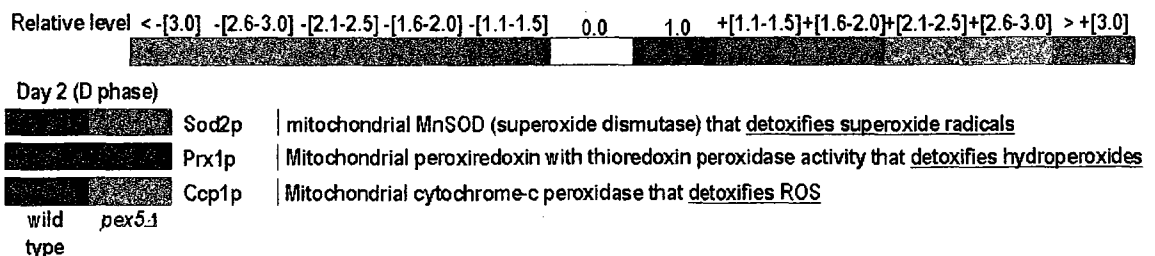 Relative level < -[3.0] -[2.6-3.0] -[2.1-2.5] -[1.6-2.0] -[1.1-1.5] 0.0 1.0 +[1.1-1.5]+[1.6-2.0]+[2.1-2.5]+[2.6-3.0] > +[3.0]
Day 2 (D phase)
Sod2p mitochondrial MnSOD (superoxide dismutase) that detoxifies superoxide radicals
Prx1p Mitochondrial peroxiredoxin with thioredoxin peroxidase activity that detoxifies hydroperoxides
Ccp1p Mitochondrial cytochrome-c peroxidase that detoxifies ROS
wild pex5Δ
type